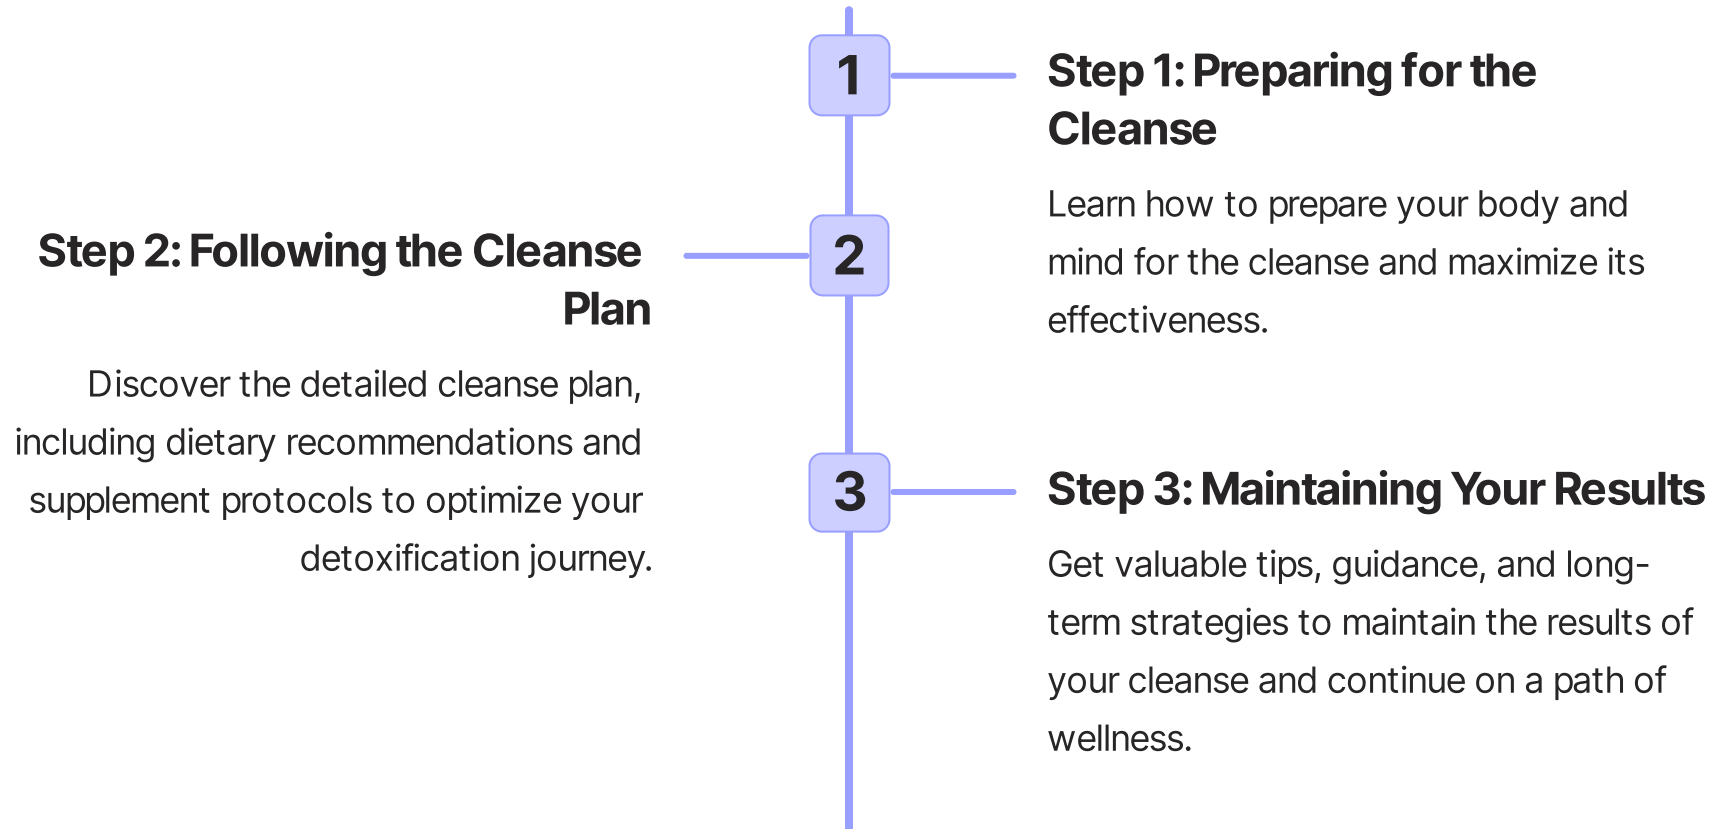 1
Step 1: Preparing for the
Cleanse
Learn how to prepare your body and
mind for the cleanse and maximize its
effectiveness.
2
Step 2: Following the Cleanse
Plan
Discover the detailed cleanse plan,
including dietary recommendations and
supplement protocols to optimize your
detoxification journey.
3
Step 3: Maintaining Your Results
Get valuable tips, guidance, and long-
term strategies to maintain the results of
your cleanse and continue on a path of
wellness.